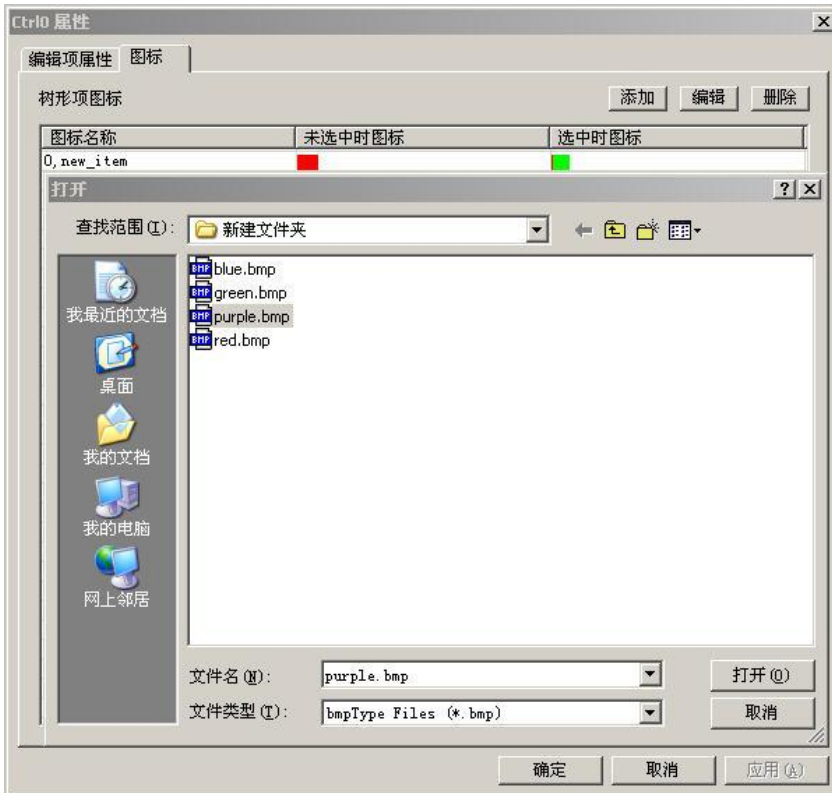 Ctrl0 属性
编辑项属性 图标
树形项图标 添加 编辑 删除
图标名称 未选中时图标 选中时图标
0,new_item
打开
查找范围(I): 新建文件夹
BMP blue.bmp
BMP green.bmp
BMP purple.bmp
BMP red.bmp
我最近的文档
桌面
我的文档
我的电脑
网上邻居
文件名(N): purple.bmp 打开(O)
文件类型(T): bmpType Files (*.bmp) 取消
确定 取消 应用(A)